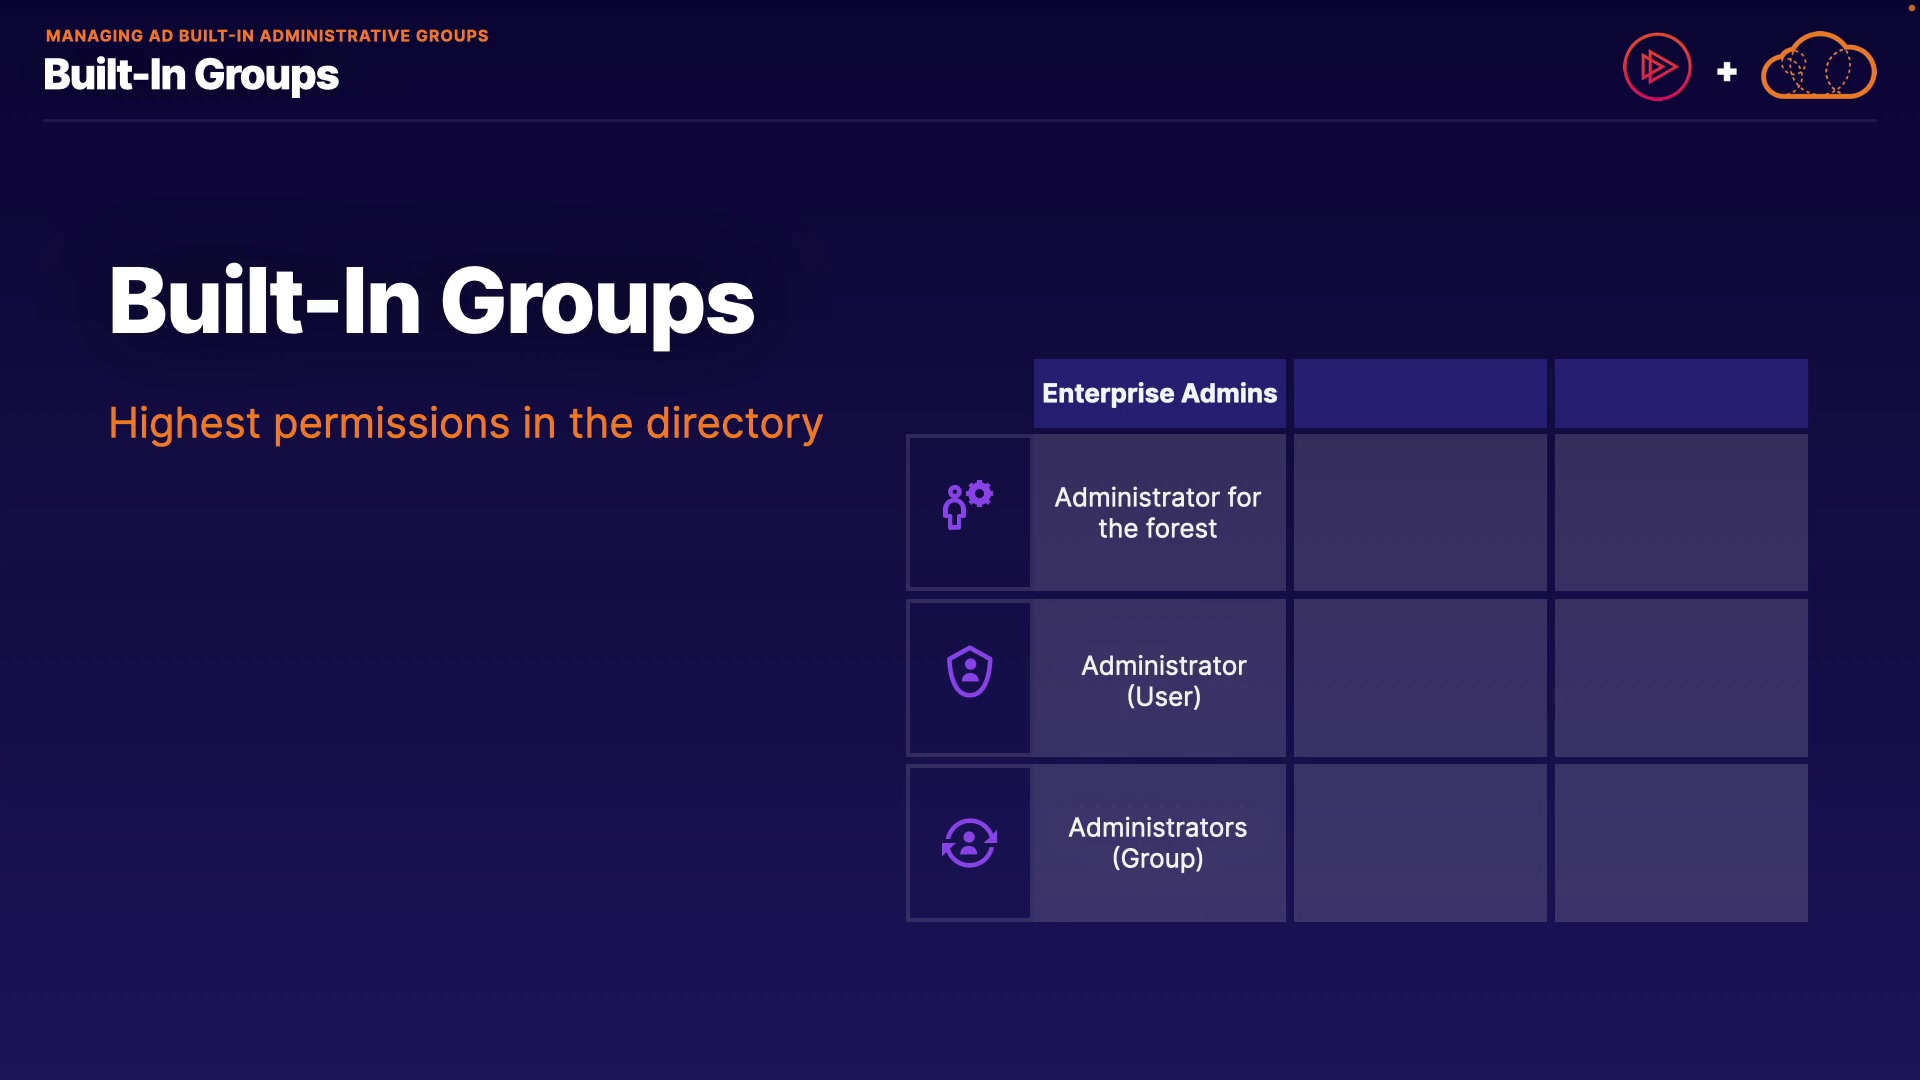 MANAGING AD BUILT-IN ADMINISTRATIVE GROUPS
Built-In Groups
Built-In Groups
Highest permissions in the directory
Enterprise Admins
Administrator for
the forest
Administrator
(User)
Administrators
(Group)